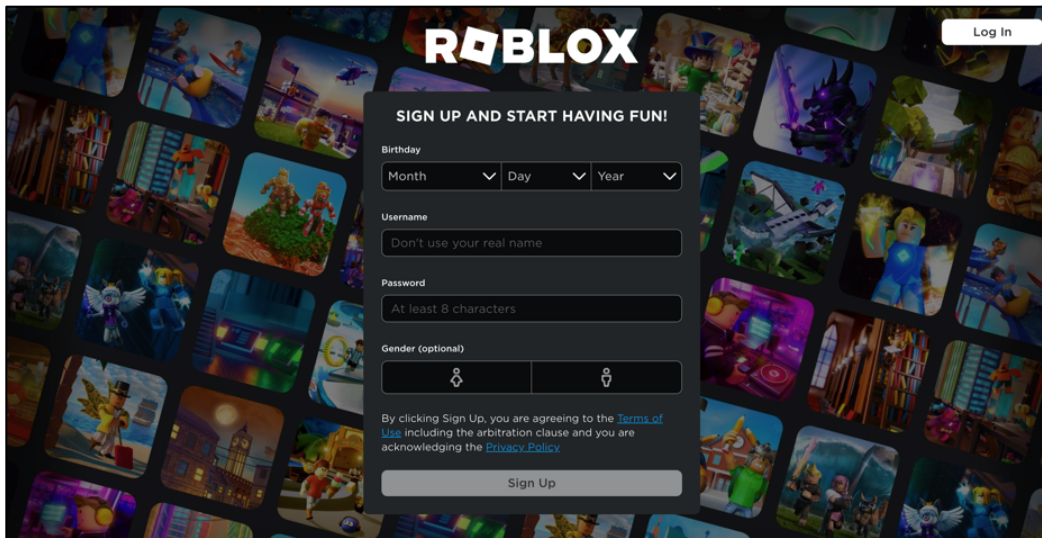 ROBLOX
Log In
SIGN UP AND START HAVING FUN!
Birthday
Month Day Year
Username
Don't use your real name
Password
At least 8 characters
Gender (optional)
By clicking Sign Up, you are agreeing to the Terms of
Use including the arbitration clause and you are
acknowledging the Privacy Policy
Sign Up